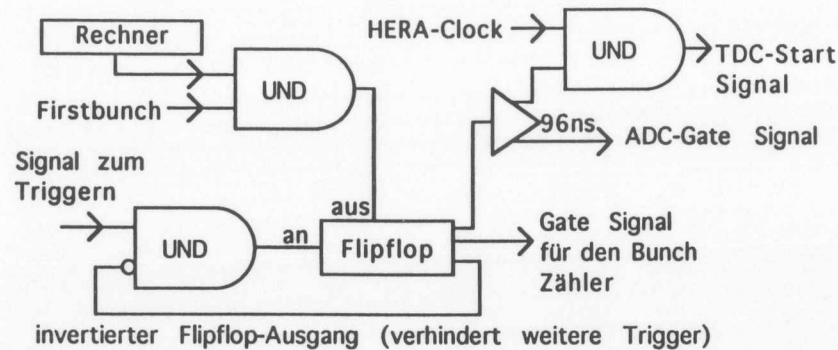 Rechner
HERA-Clock
UND
TDC-Start
Signal
UND
Firstbunch
96ns
ADC-Gate Signal
Signal zum
Triggern
aus
UND
an
Flipflop
Gate Signal
für den Bunch
Zähler
invertierter Flipflop-Ausgang (verhindert weitere Trigger)